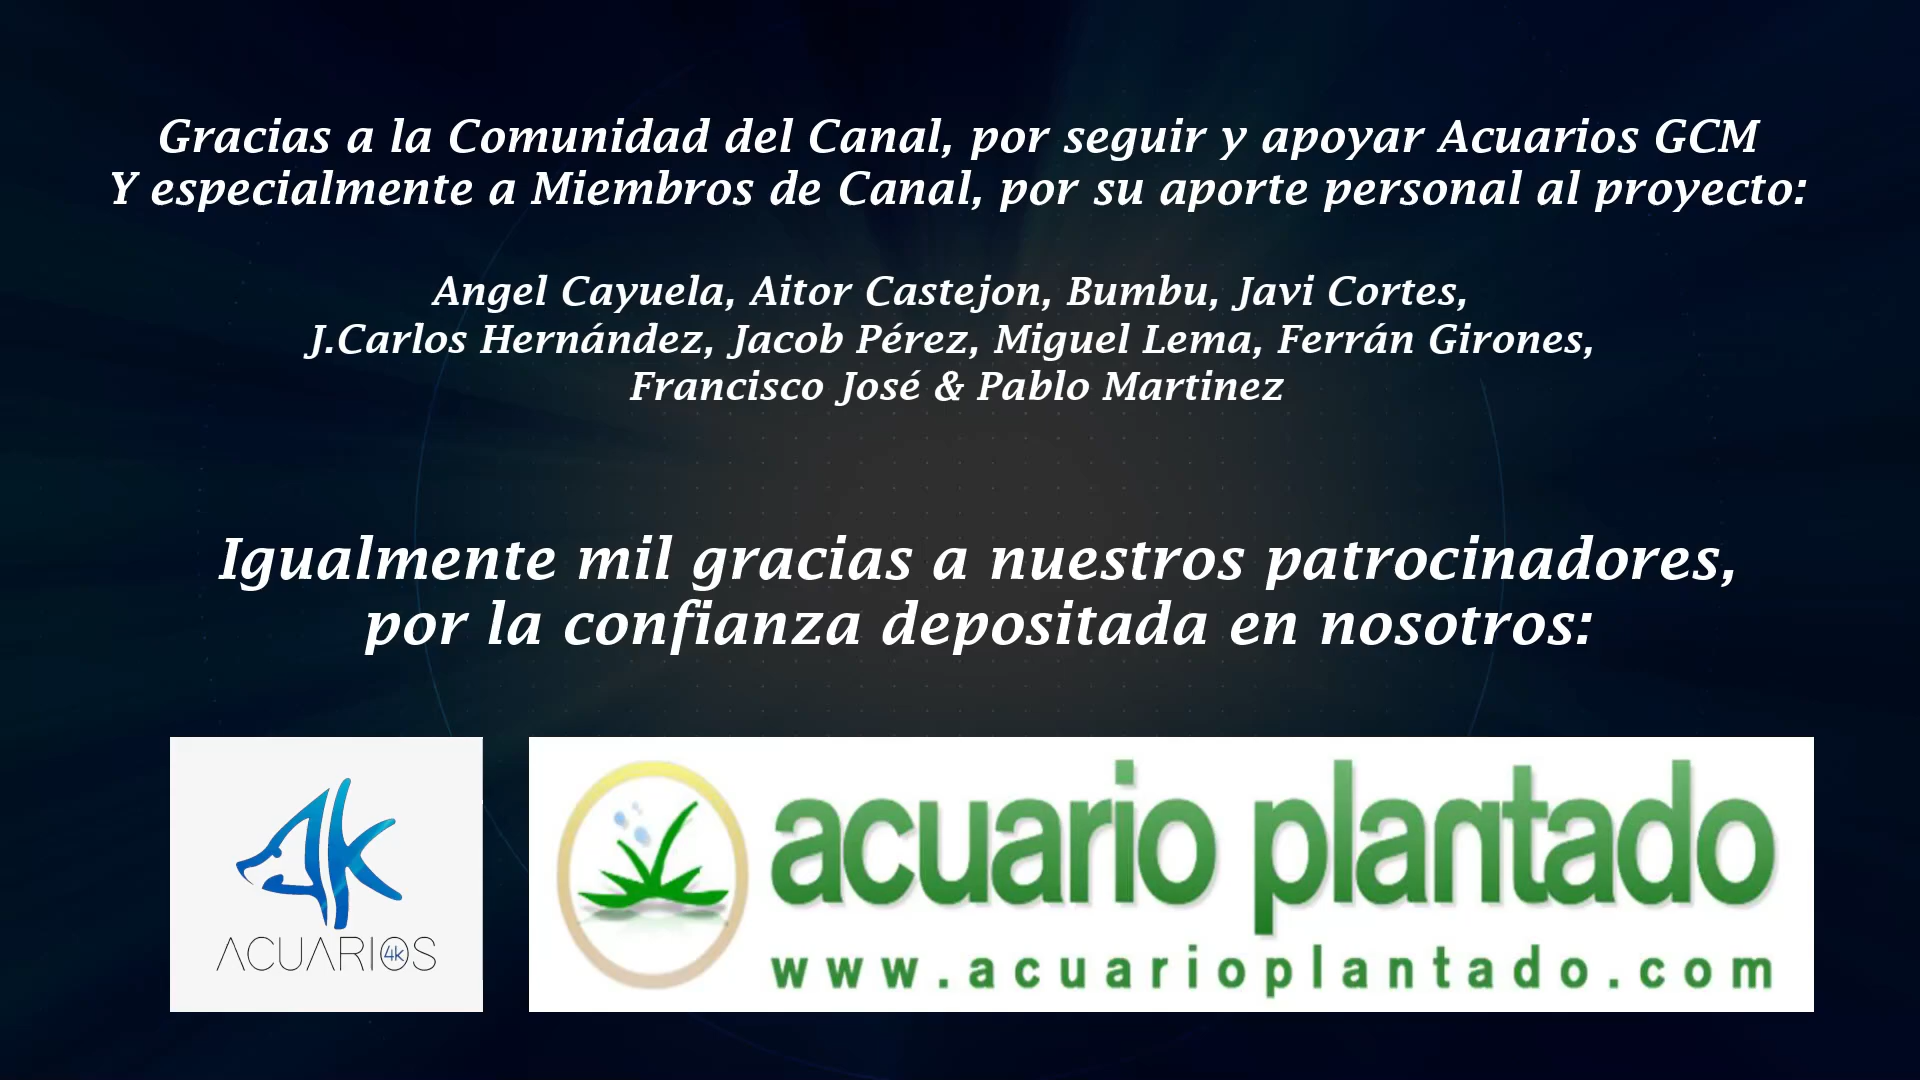 Gracias a la Comunidad del Canal, por seguir y apoyar Acuarios GCM
Y especialmente a Miembros de Canal, por su aporte personal al proyecto:
Angel Cayuela, Aitor Castejon, Bumbu, Javi Cortes,
J.Carlos Hernández, Jacob Pérez, Miguel Lema, Ferrán Girones,
Francisco José & Pablo Martinez
Igualmente mil gracias a nuestros patrocinadores,
por la confianza depositada en nosotros:
4K
ACUARIOS 4k
acuario plantado
www.acuarioplantado.com